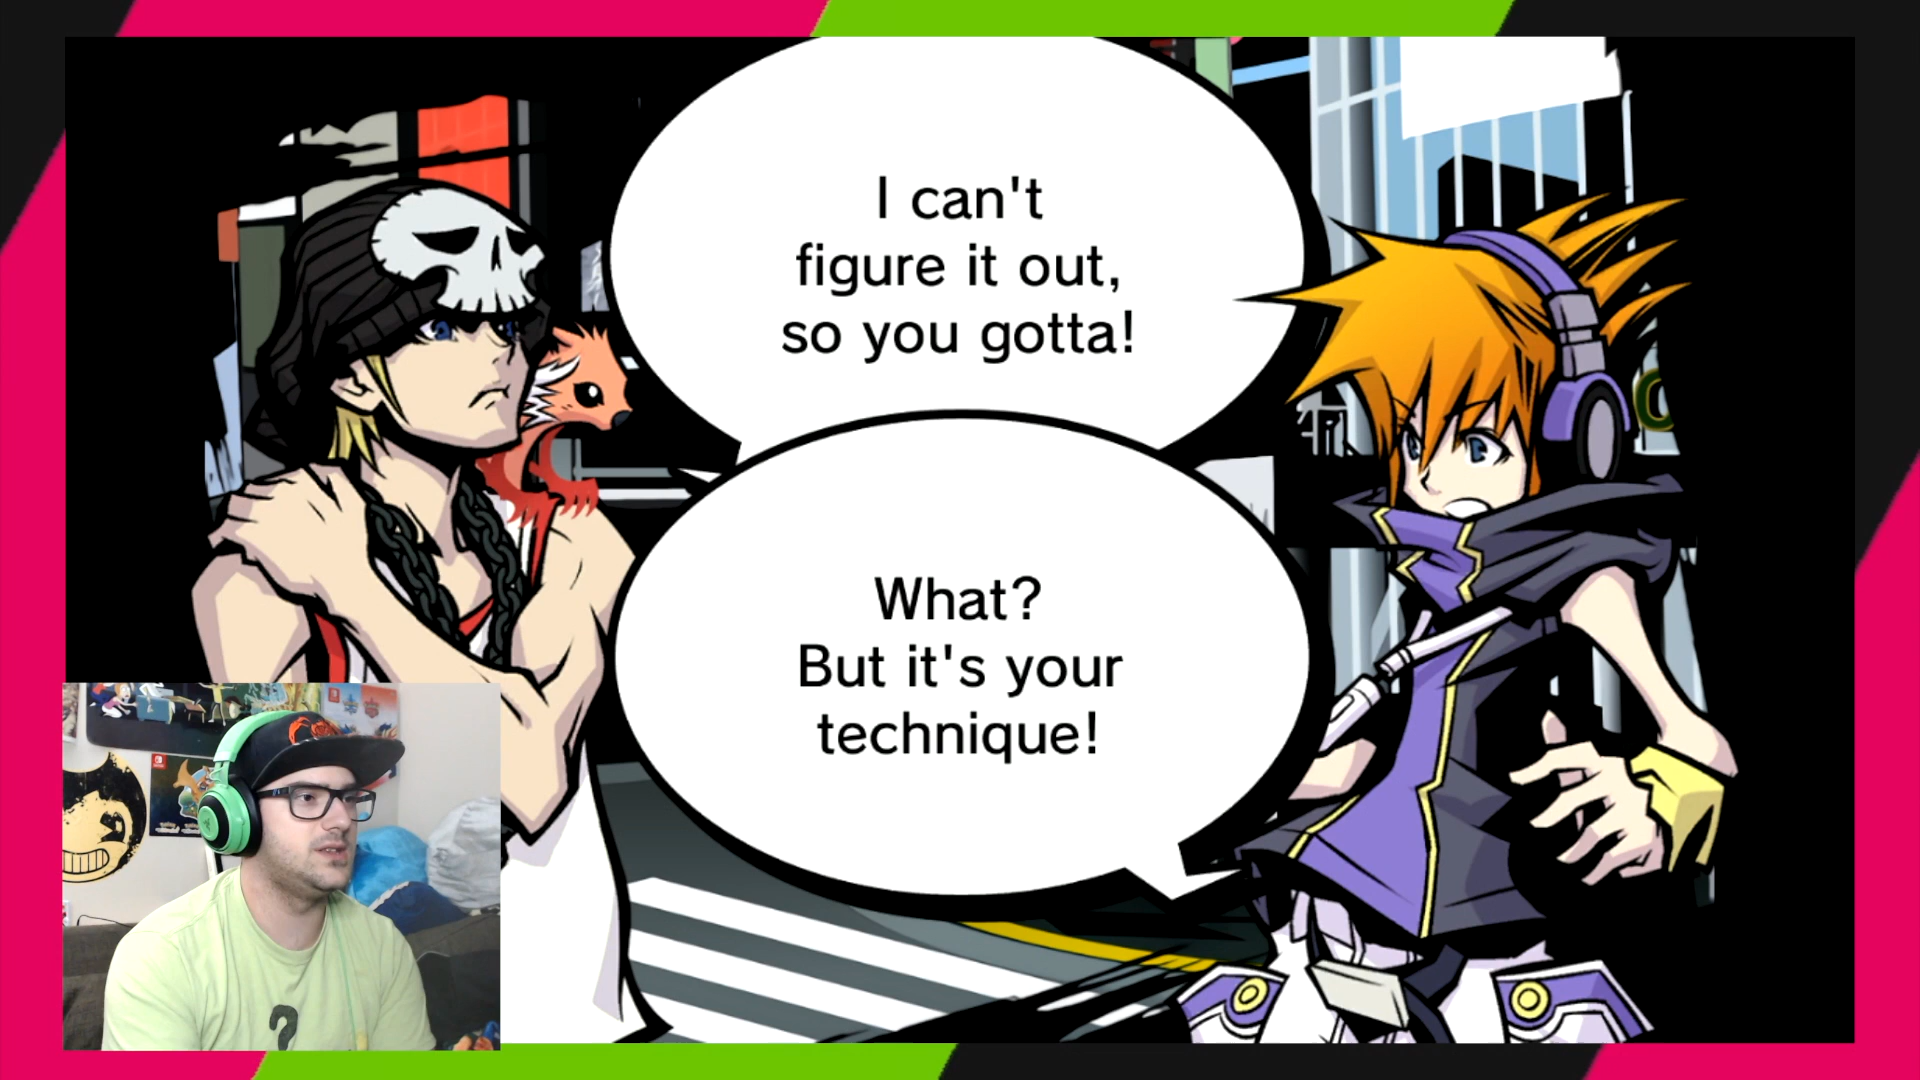 I can't
figure it out,
so you gotta!
What?
But it's your
technique!
?